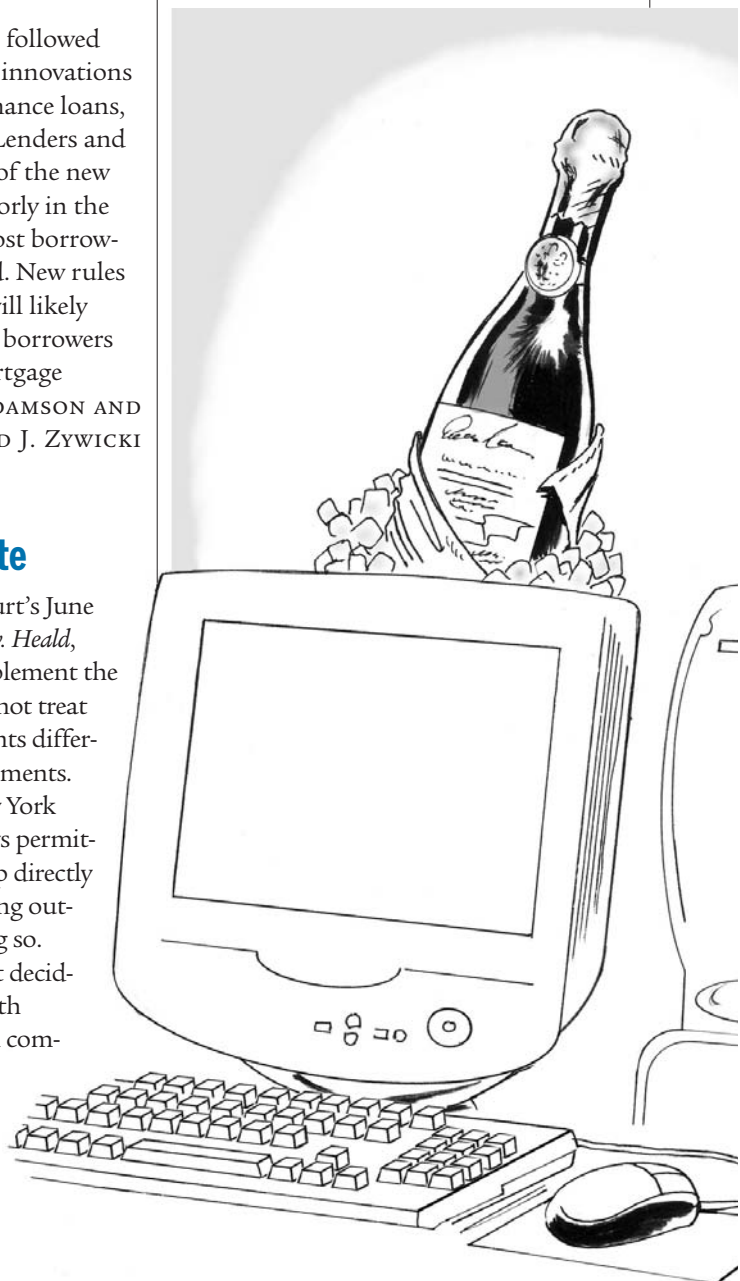 followed
innovations
ance loans,
enders and
of the new
orly in the
ost borrow-
. New rules
ill likely
borrowers
rtgage
DAMSON AND
D J. ZYWICKI
te
urt's June
v. Heald,
plement the
not treat
nts differ-
ments.
York
s permit-
p directly
ng out-
g so.
t decid-
th
com-